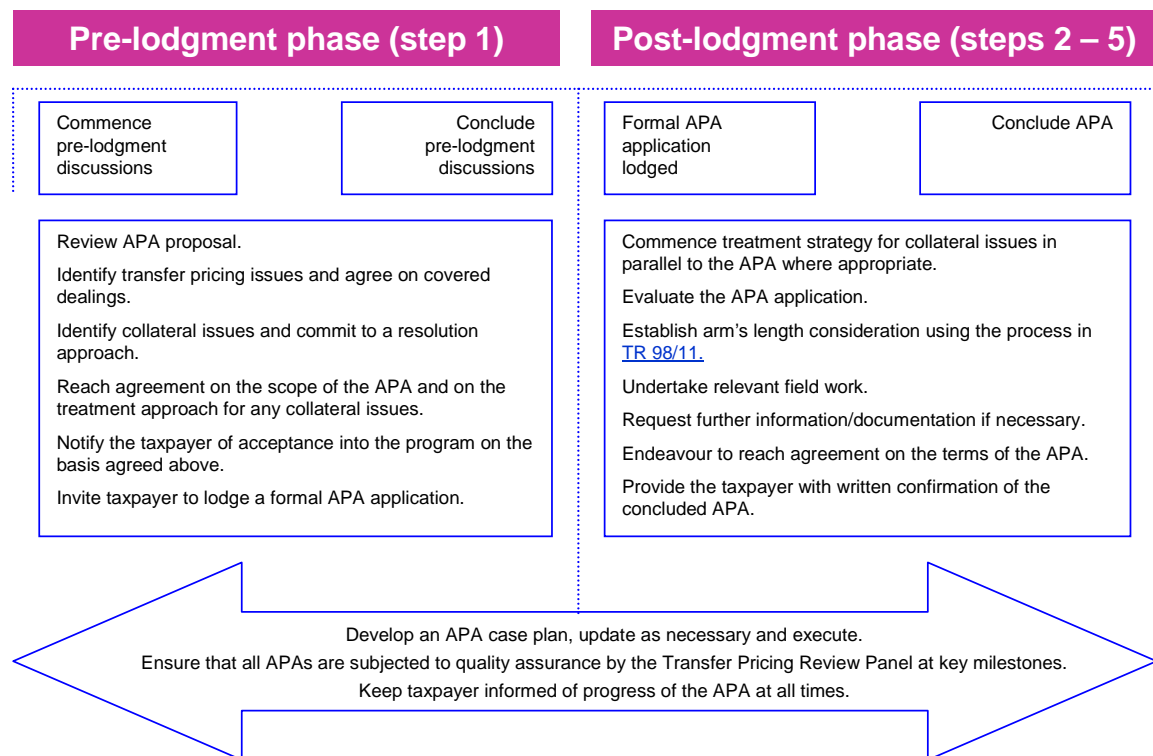 Pre-lodgment phase (step 1)
Post-lodgment phase (steps 2 – 5)
Commence
pre-lodgment
discussions
Conclude
pre-lodgment
discussions
Formal APA
application
lodged
Conclude APA
Review APA proposal.
Identify transfer pricing issues and agree on covered
dealings.
Identify collateral issues and commit to a resolution
approach.
Reach agreement on the scope of the APA and on the
treatment approach for any collateral issues.
Notify the taxpayer of acceptance into the program on the
basis agreed above.
Invite taxpayer to lodge a formal APA application.
Commence treatment strategy for collateral issues in
parallel to the APA where appropriate.
Evaluate the APA application.
Establish arm's length consideration using the process in
TR 98/11.
Undertake relevant field work.
Request further information/documentation if necessary.
Endeavour to reach agreement on the terms of the APA.
Provide the taxpayer with written confirmation of the
concluded APA.
Develop an APA case plan, update as necessary and execute.
Ensure that all APAs are subjected to quality assurance by the Transfer Pricing Review Panel at key milestones.
Keep taxpayer informed of progress of the APA at all times.